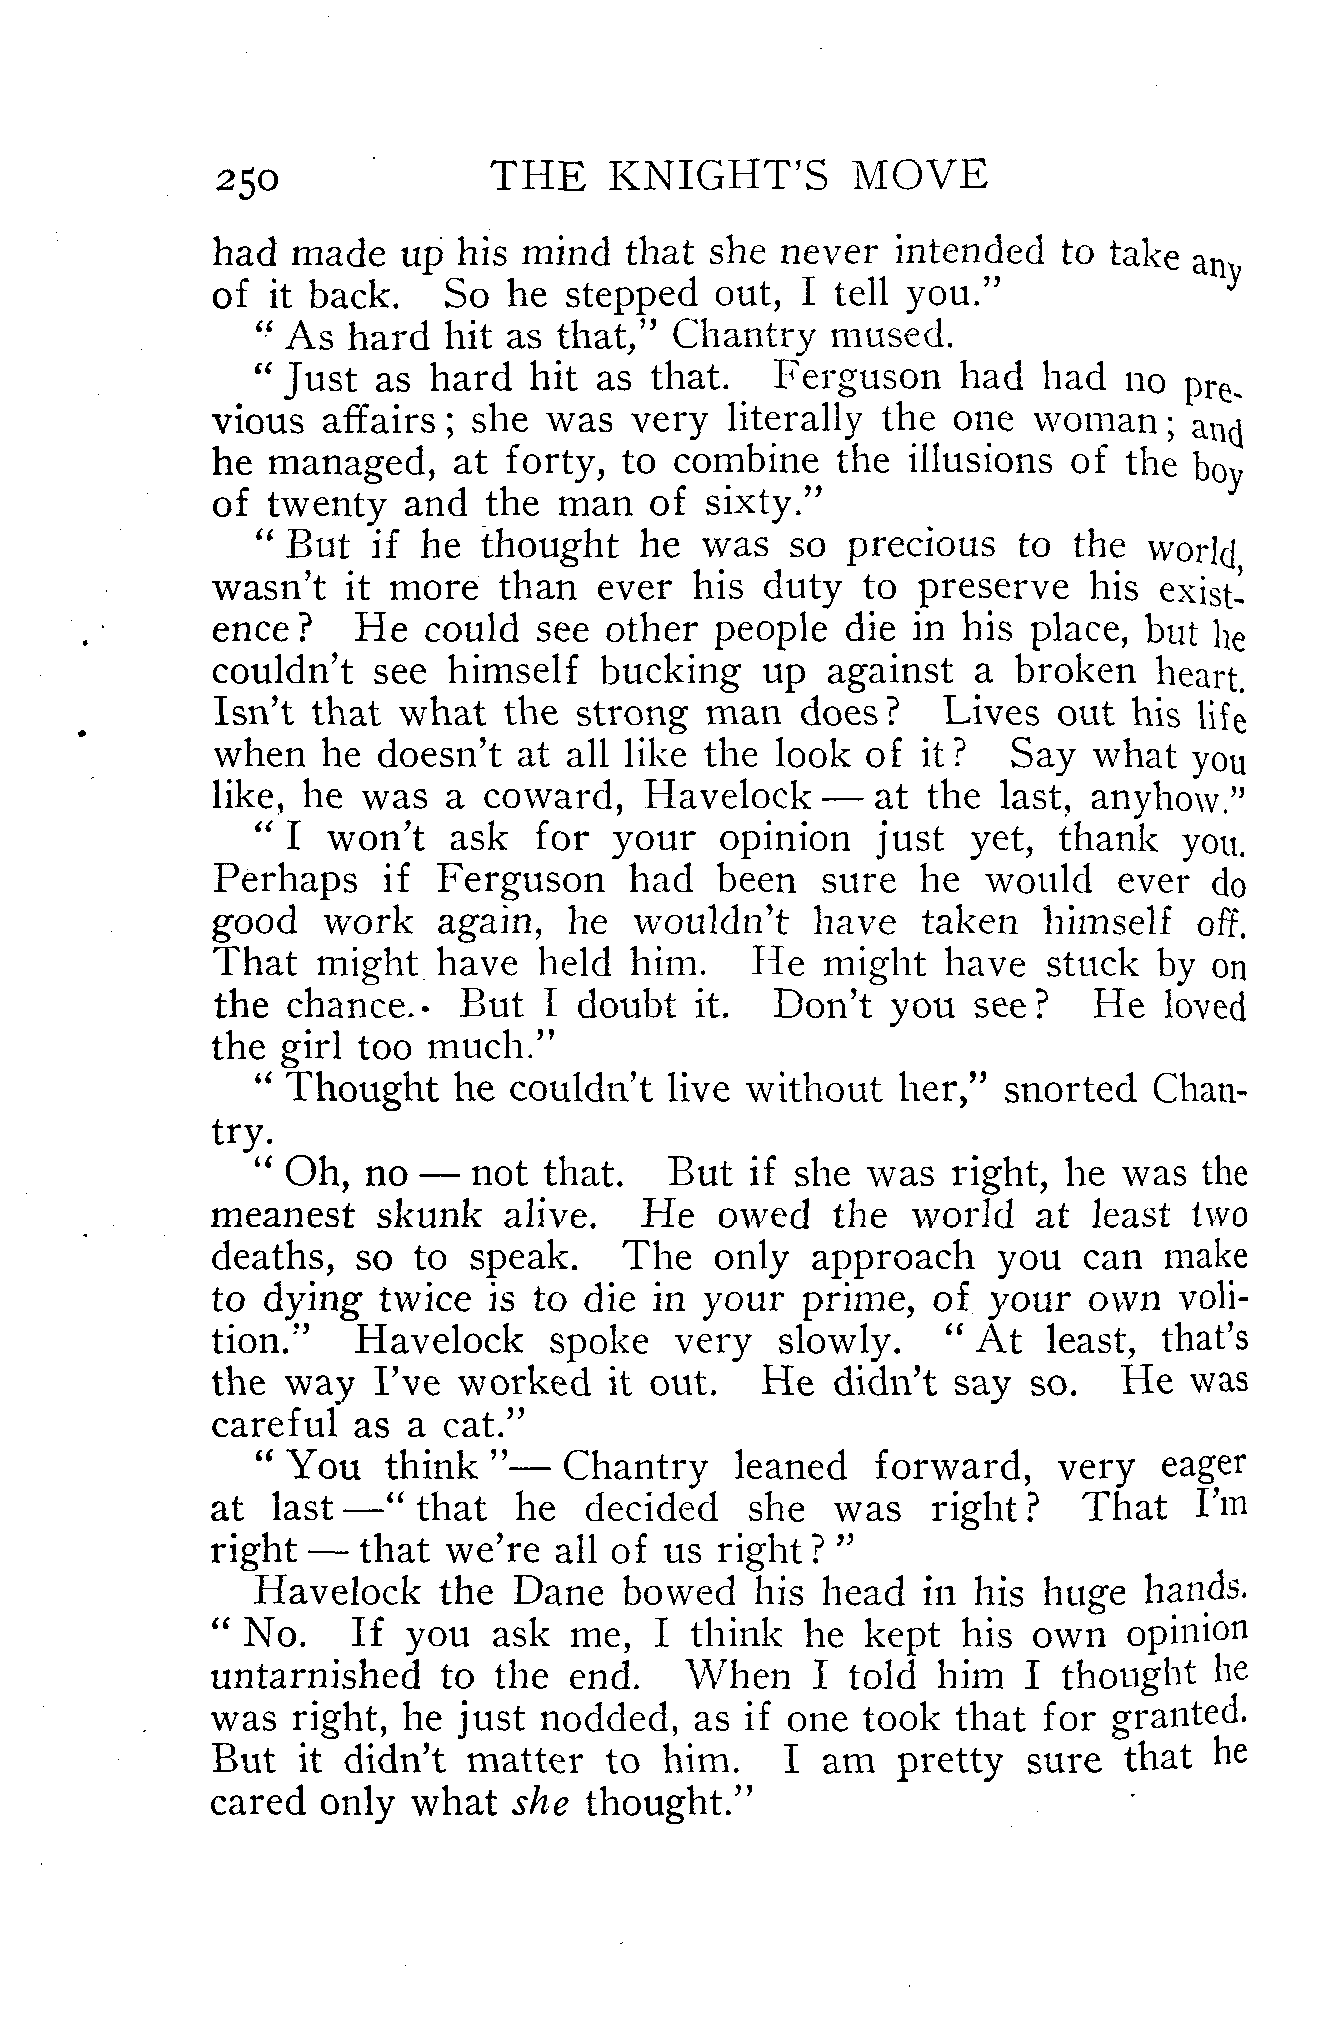 250 THE KNIGHT'S MOVE
had made up his mind that she never intended to take any
of it back. So he stepped out, I tell you."
" As hard hit as that," Chantry mused.
" Just as hard hit as that. Ferguson had had no pre-
vious affairs ; she was very literally the one woman ; and
he managed, at forty, to combine the illusions of the boy
of twenty and the man of sixty."
" But if he thought he was so precious to the world,
wasn't it more than ever his duty to preserve his exist-
ence ? He could see other people die in his place, but he
couldn't see himself bucking up against a broken heart.
Isn't that what the strong man does ? Lives out his life
when he doesn't at all like the look of it ? Say what you
like, he was a coward, Havelock — at the last, anyhow."
" I won't ask for your opinion just yet, thank you.
Perhaps if Ferguson had been sure he would ever do
good work again, he wouldn't have taken himself off.
That might have held him. He might have stuck by on
the chance. But I doubt it. Don't you see ? He loved
the girl too much."
" Thought he couldn't live without her," snorted Chan-
try.
" Oh, no — not that. But if she was right, he was the
meanest skunk alive. He owed the world at least two
deaths, so to speak. The only approach you can make
to dying twice is to die in your prime, of your own voli-
tion." Havelock spoke very slowly. " At least, that's
the way I've worked it out. He didn't say so. He was
careful as a cat."
" You think "— Chantry leaned forward, very eager
at last —" that he decided she was right ? That I'm
right — that we're all of us right ? "
Havelock the Dane bowed his head in his huge hands.
" No. If you ask me, I think he kept his own opinion
untarnished to the end. When I told him I thought he
was right, he just nodded, as if one took that for granted.
But it didn't matter to him. I am pretty sure that he
cared only what she thought."